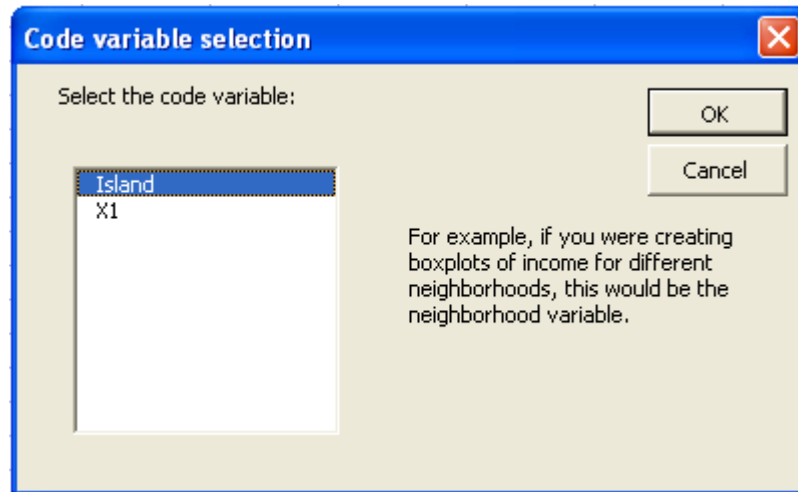 Code variable selection
Select the code variable:
OK
Cancel
Island
X1
For example, if you were creating
boxplots of income for different
neighborhoods, this would be the
neighborhood variable.